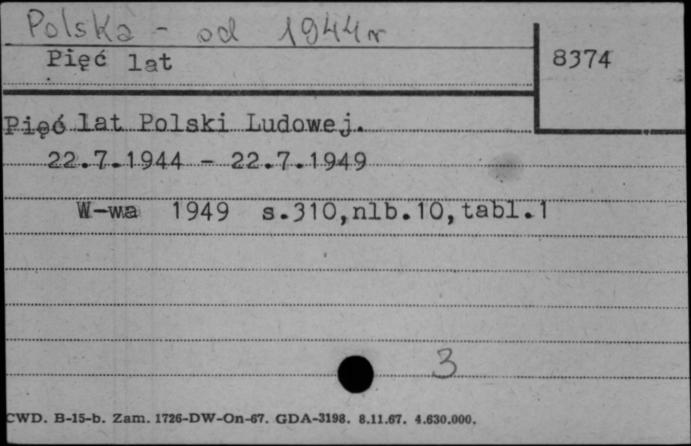 Polska - od 1944r
Pięć lat
8374
Pięć lat Polski Ludowej.
22.7.1944 - 22.7.1949
W-wa 1949 s.310,nlb.10,tabl.1
3
CWD. B-15-b. Zam. 1726-DW-On-67. GDA-3198. 8.11.67. 4.630.000.